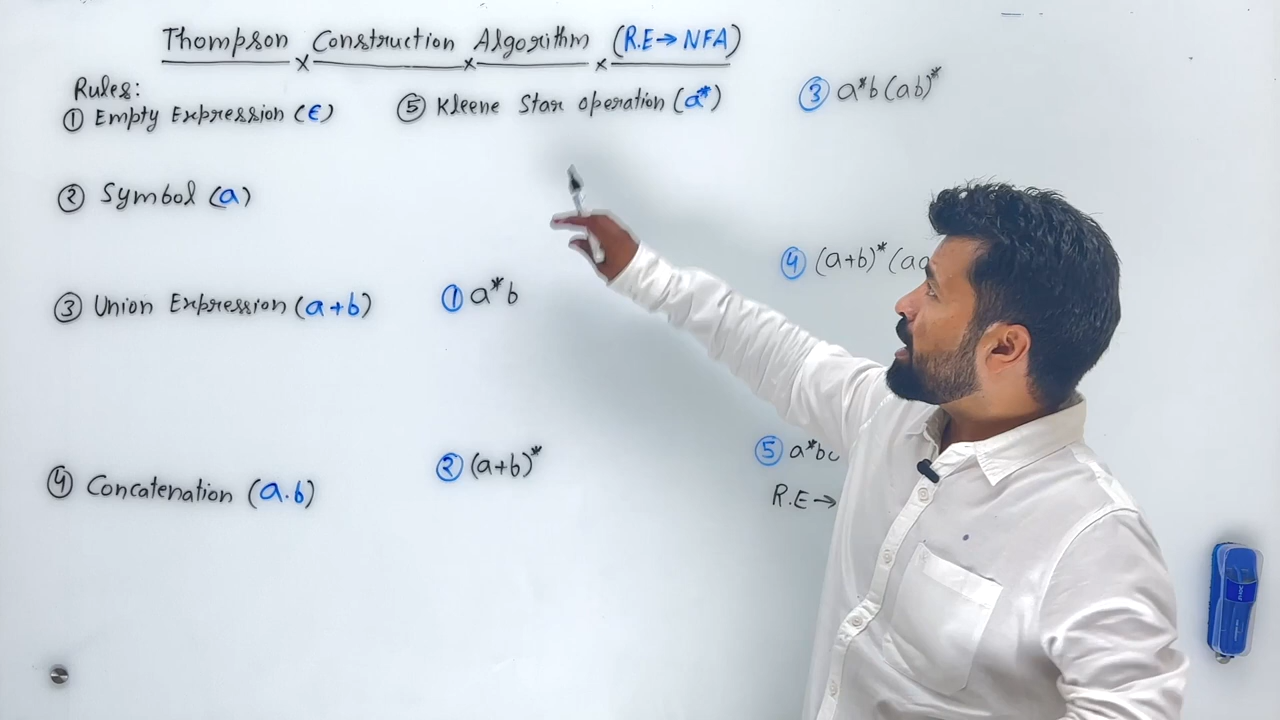 Thompson Construction Algorithm (R.E→NFA)
Rules:
① Empty Expression (ϵ)
② Symbol (a)
③ Union Expression (a+b)
④ Concatenation (a.b)
⑤ Kleene Star operation (a*)
① a*b
② (a+b)*
③ a*b(ab)*
④ (a+b)*(aa
⑤ a*b
R.E→